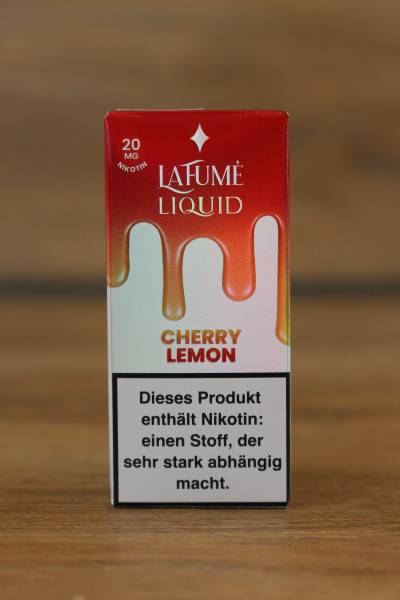 20
MG
NIKOTIN
LAFUMÉ
LIQUID
CHERRY
LEMON
Dieses Produkt
enthält Nikotin:
einen Stoff, der
sehr stark abhängig
macht.